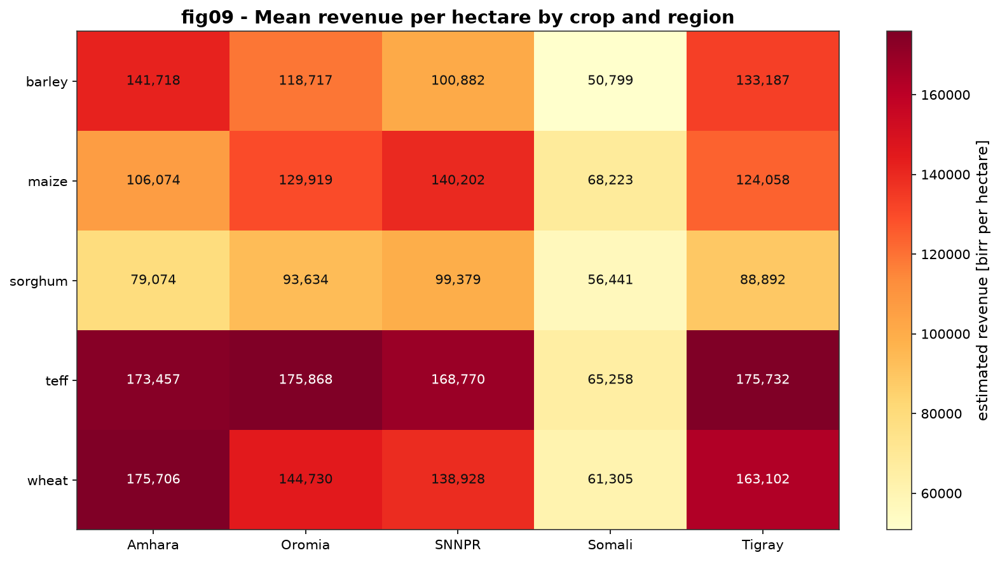 fig09 - Mean revenue per hectare by crop and region
barley 141,718 118,717 100,882 50,799 133,187
maize 106,074 129,919 140,202 68,223 124,058
sorghum 79,074 93,634 99,379 56,441 88,892
teff 173,457 175,868 168,770 65,258 175,732
wheat 175,706 144,730 138,928 61,305 163,102
Amhara Oromia SNNPR Somali Tigray
160000
140000
120000
100000
80000
60000
estimated revenue [birr per hectare]